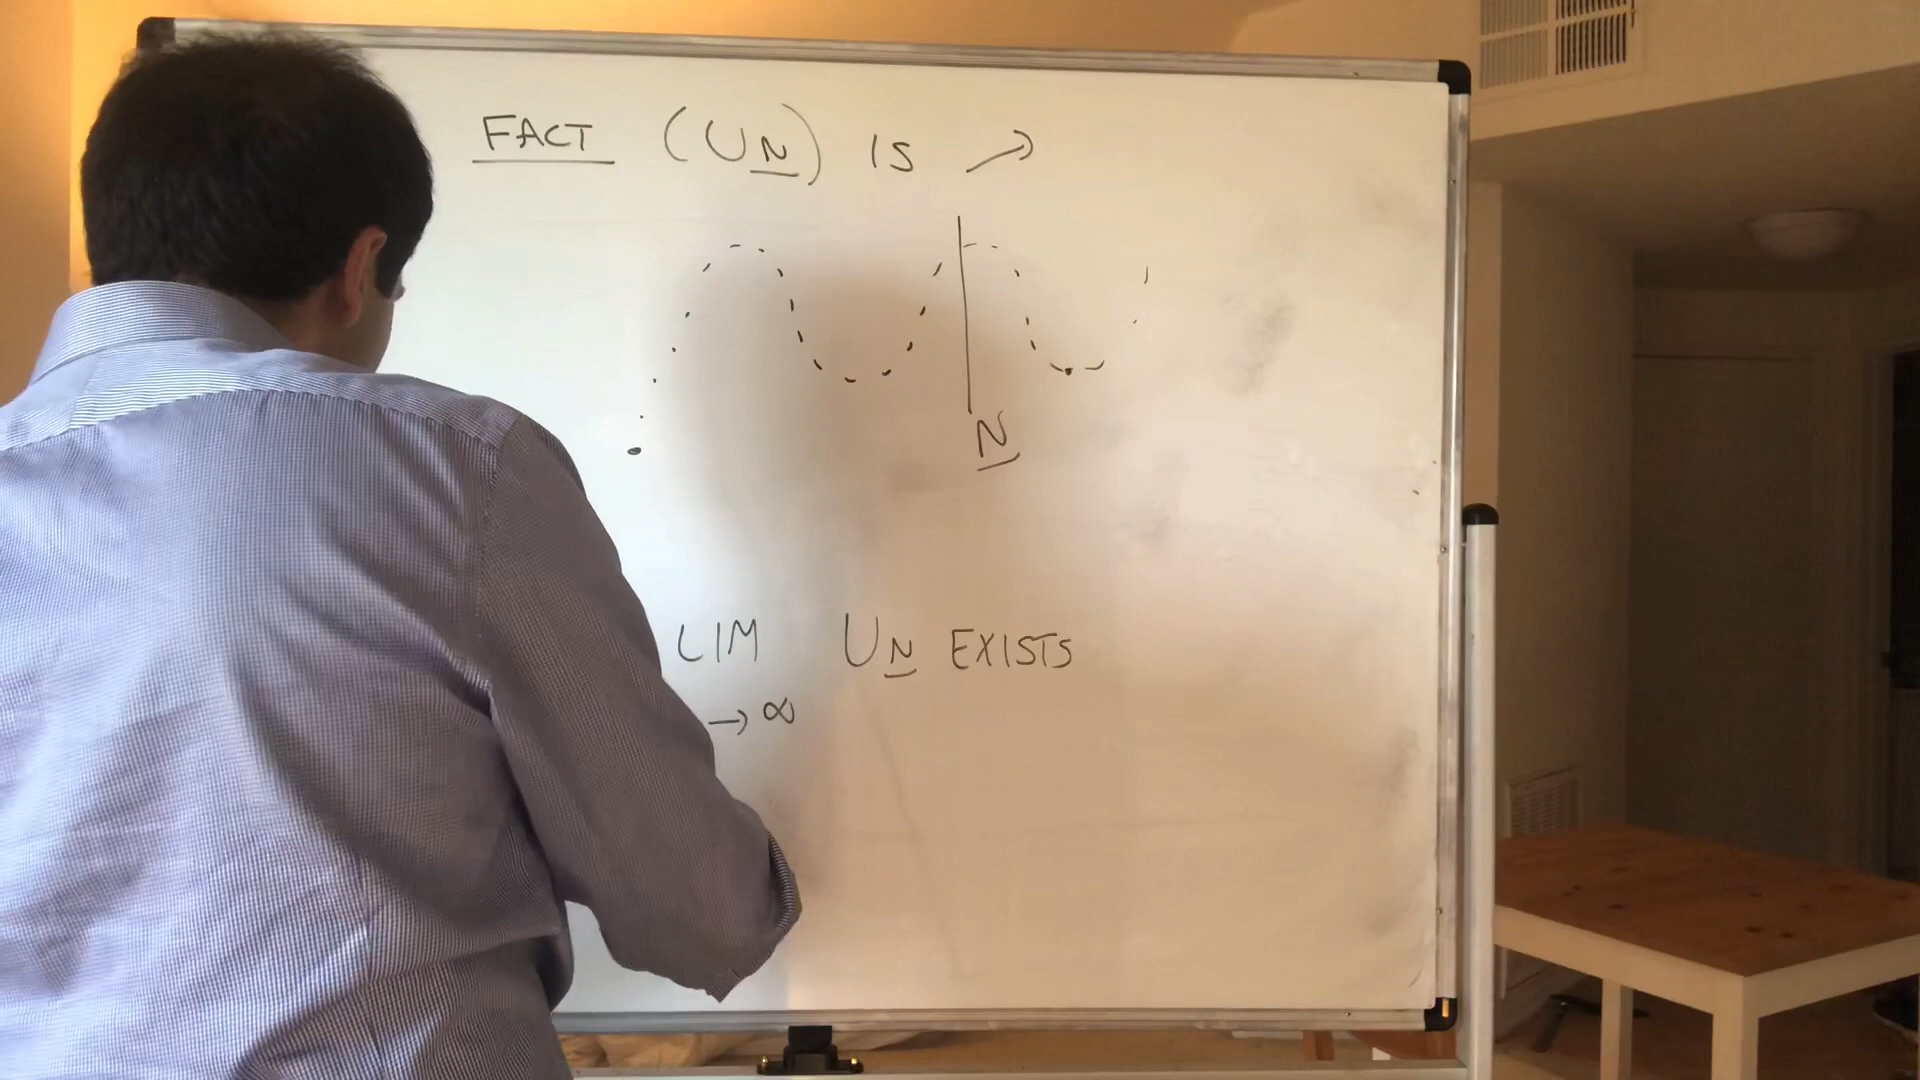 FACT (UN) IS ↗
N
LIM UN EXISTS
→ ∞